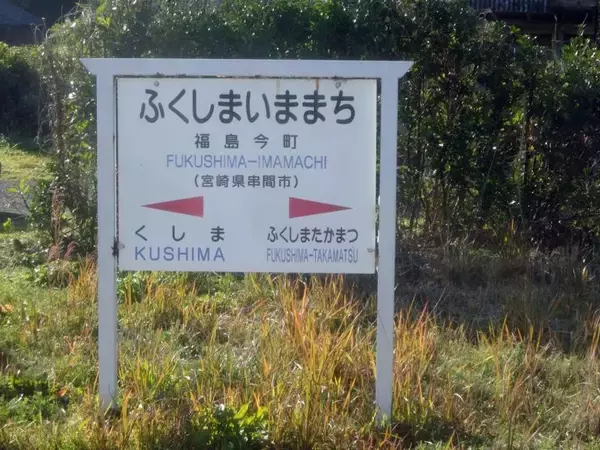 ふくしまいままち
福島今町
FUKUSHIMA-IMAMACHI
(宮崎県串間市)
くしま ふくしまたかまつ
KUSHIMA FUKUSHIMA-TAKAMATSU